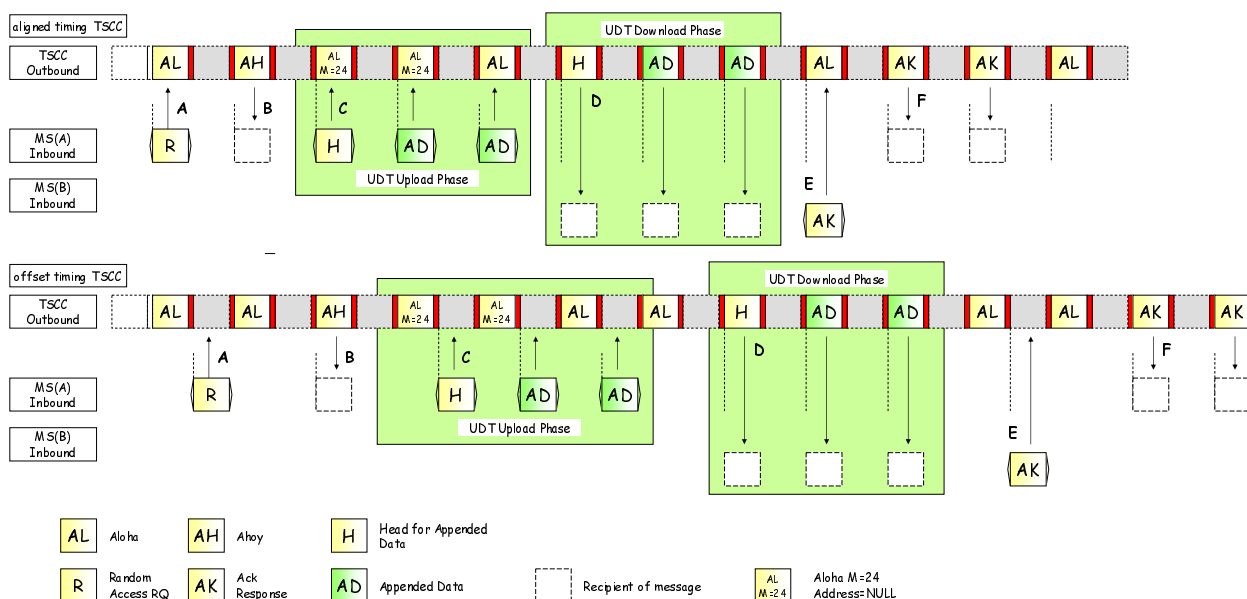 aligned timing TSCC
UDT Download Phase
TSCC Outbound
AL AH AL M=24 AL M=24 AL H AD AD AL AK AK AL
A B C D F
MS(A) Inbound
R H AD AD
UDT Upload Phase
MS(B) Inbound
E
AK
offset timing TSCC
UDT Download Phase
TSCC Outbound
AL AL AH AL M=24 AL M=24 AL AL H AD AD AL AL AK AK
A B C D F
MS(A) Inbound
R H AD AD
UDT Upload Phase
MS(B) Inbound
E
AK
AL Aloha
AH Ahoy
H Head for Appended Data
R Random Access RQ
AK Ack Response
AD Appended Data
Recipient of message
AL M=24 Aloha M=24 Address=NULL